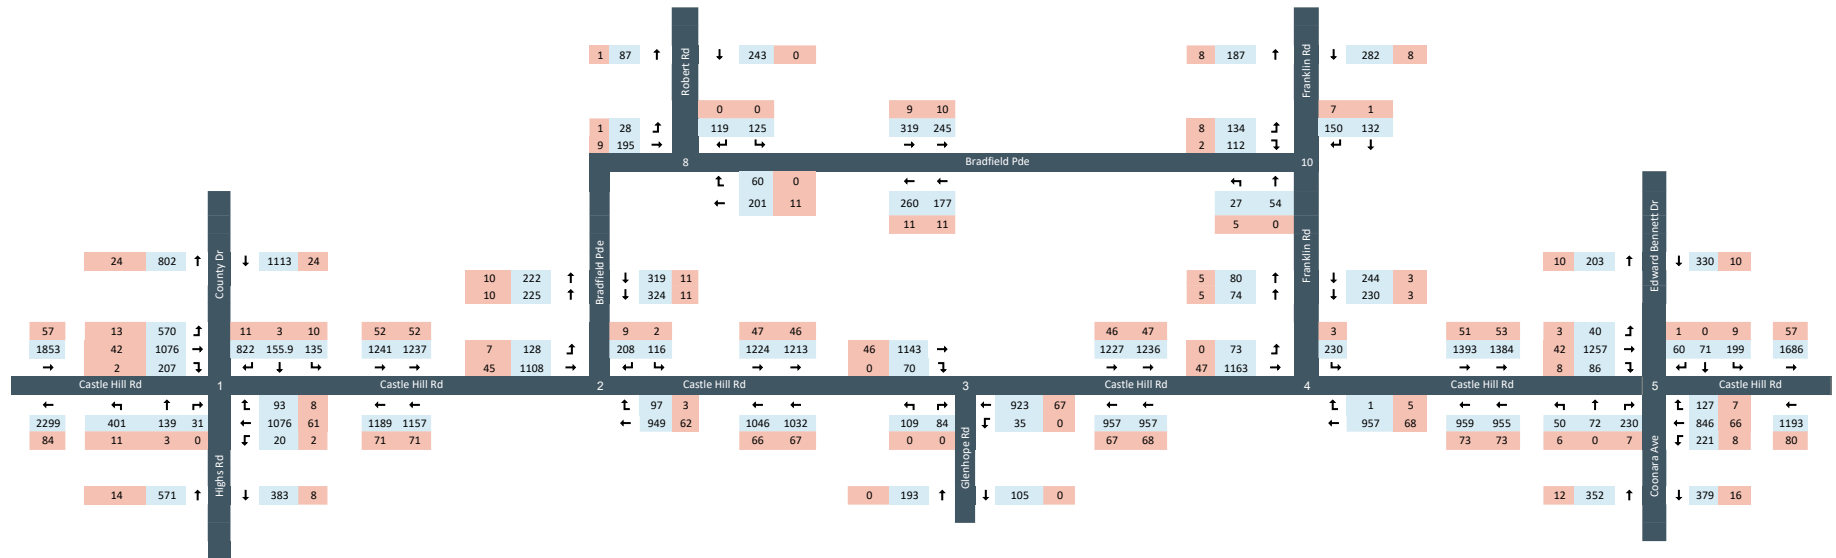 Robert Rd
Franklin Rd
1 87 ↑ ↓ 243 0
8 187 ↑ ↓ 282 8
0 0
9 10
7 1
1 28 119 125
319 245
8 134 150 132
9 195 →
→ →
2 112 ↓
8 Bradfield Pde 10
60 0
← ←
↑
← 201 11
260 177
27 54
11 11
5 0
County Dr
Bradfield Pde
Franklin Rd
Edward Bennett Dr
24 802 ↑ ↓ 1113 24
10 222 ↑ ↓ 319 11
10 225 ↑ ↓ 324 11
5 80 ↑ ↓ 244 3
5 74 ↑ ↓ 230 3
10 203 ↑ ↓ 330 10
57 13 570 11 3 10 52 52
9 2 47 46
46 47
3 51 53
3 40 1 0 9 57
1853 42 1076 → 822 155.9 135 1241 1237
7 128 208 116 1224 1213
46 1143 → 1227 1236
0 73 230 1393 1384
42 1257 → 60 71 199 1686
→ 2 207 ↓ → →
45 1108 → → →
0 70 → →
47 1163 → → →
8 86 ↓ →
Castle Hill Rd 1 Castle Hill Rd 2 Castle Hill Rd 3 4 Castle Hill Rd 5 Castle Hill Rd
← ↑ 93 8 ← ←
97 3 ← ←
← 923 67 ← ←
1 5 ← ←
↑ 127 7 ←
2299 401 139 31 ← 1076 61 1189 1157
← 949 62 1046 1032
109 84 35 0 957 957
← 957 68 959 955
50 72 230 ← 846 66 1193
84 11 3 0 20 2 71 71
66 67
0 0
67 68
73 73
6 0 7 221 8 80
Highs Rd
Glenhope Rd
Coonara Ave
14 571 ↑ ↓ 383 8
0 193 ↑ ↓ 105 0
12 352 ↑ ↓ 379 16